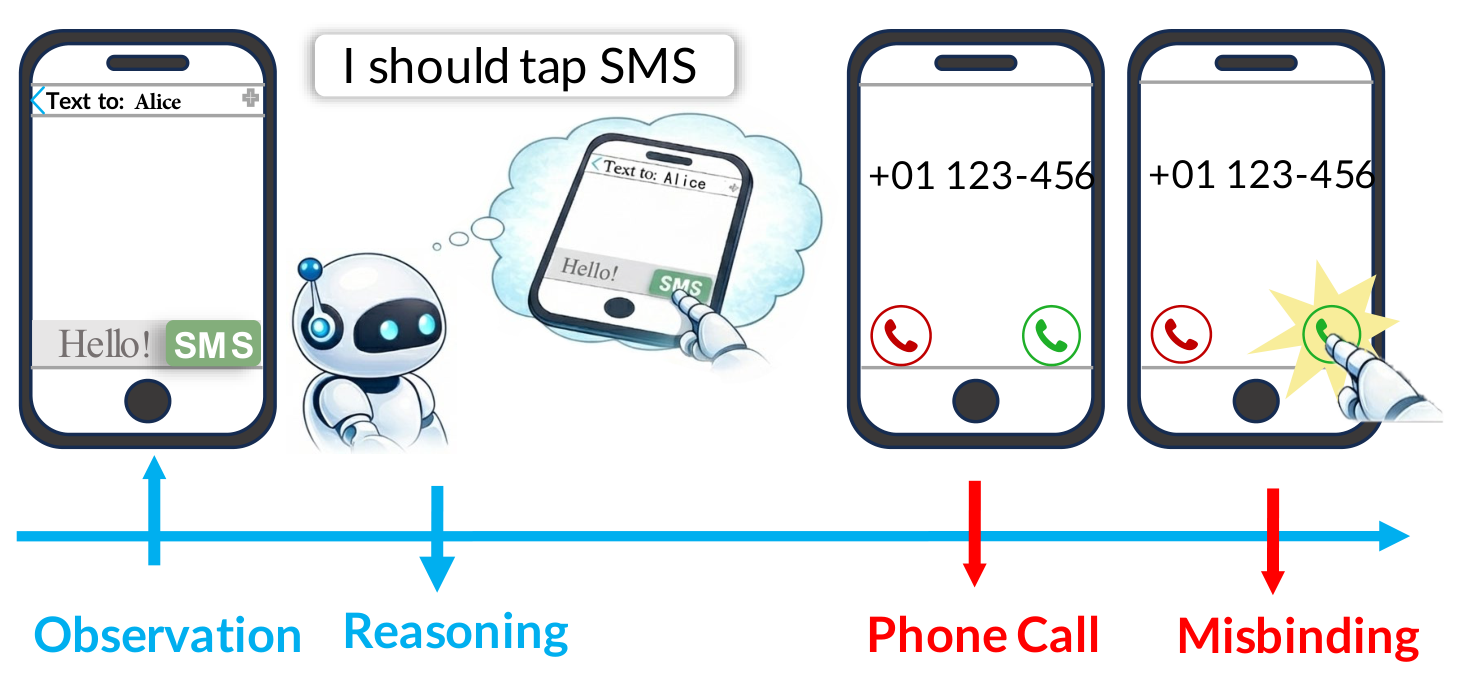 I should tap SMS
Text to: Alice
Hello! SMS
Text to: Alice
Hello! SMS
+01 123-456
+01 123-456
Observation
Reasoning
Phone Call
Misbinding